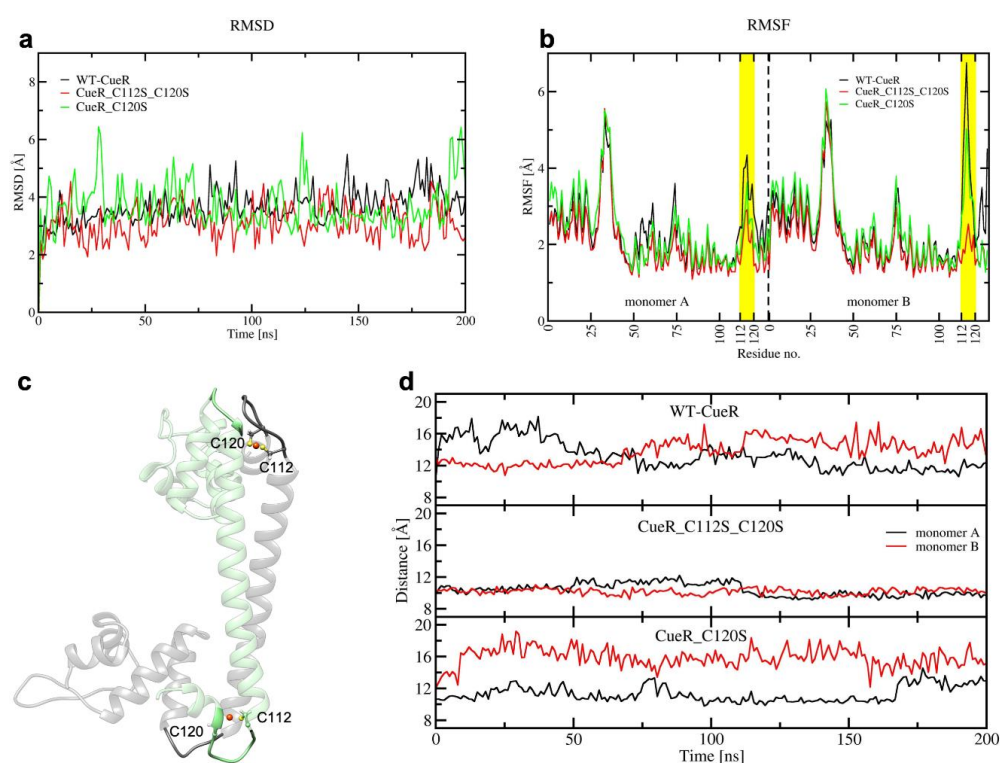 RMSD
a
WT-CueR
CueR_C112S_C120S
CueR_C120S
8
6
4
2
0
RMSD [Å]
0 50 100 150 200
Time [ns]
RMSF
b
WT-CueR
CueR_C112S_C120S
CueR_C120S
6
4
2
0
RMSF [Å]
monomer A
monomer B
0 25 50 75 100 112 120 0 25 50 75 100 112 120
Residue no.
c
C120
C112
C120
C112
d
WT-CueR
20
16
12
8
CueR_C112S_C120S
monomer A
monomer B
20
16
12
8
CueR_C120S
20
16
12
8
Distance [Å]
0 50 100 150 200
Time [ns]